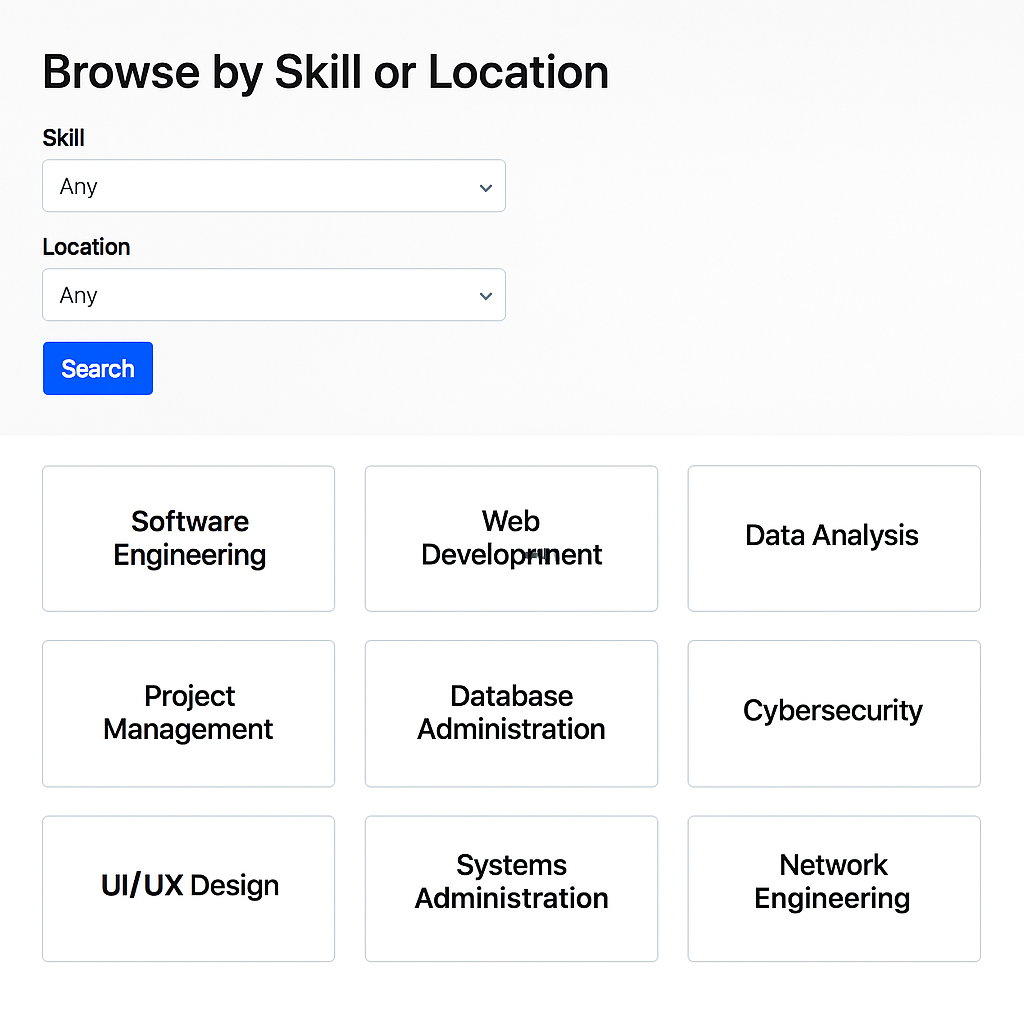 Browse by Skill or Location
Skill
Any
Location
Any
Search
Software
Engineering
Web
Development
Data Analysis
Project
Management
Database
Administration
Cybersecurity
UI/UX Design
Systems
Administration
Network
Engineering